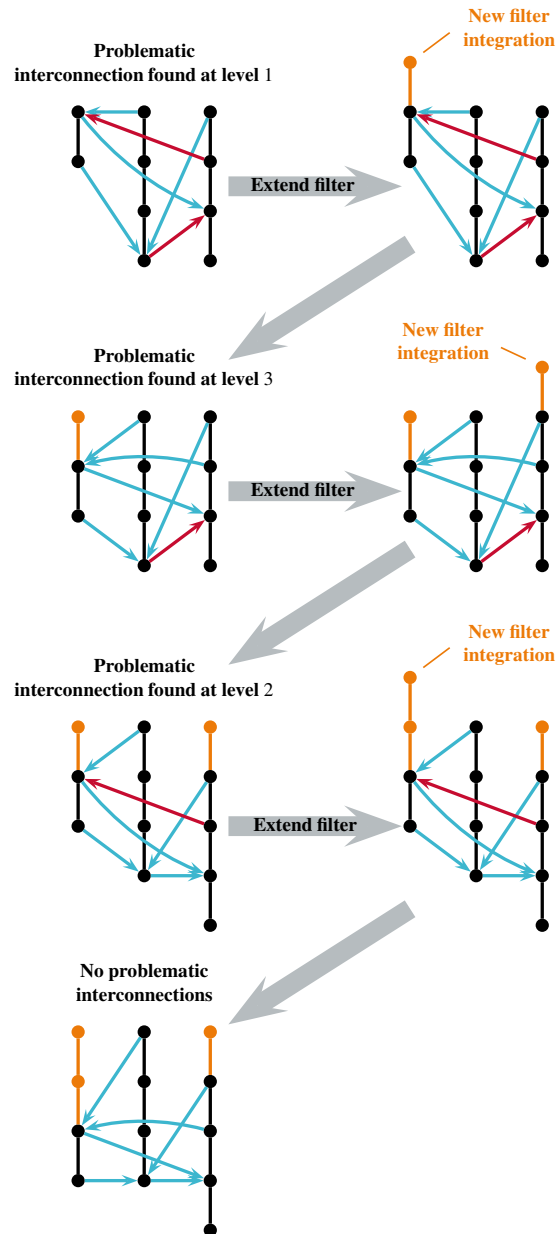 New filter
integration
Problematic
interconnection found at level 1
Extend filter
New filter
integration
Problematic
interconnection found at level 3
Extend filter
New filter
integration
Problematic
interconnection found at level 2
Extend filter
No problematic
interconnections